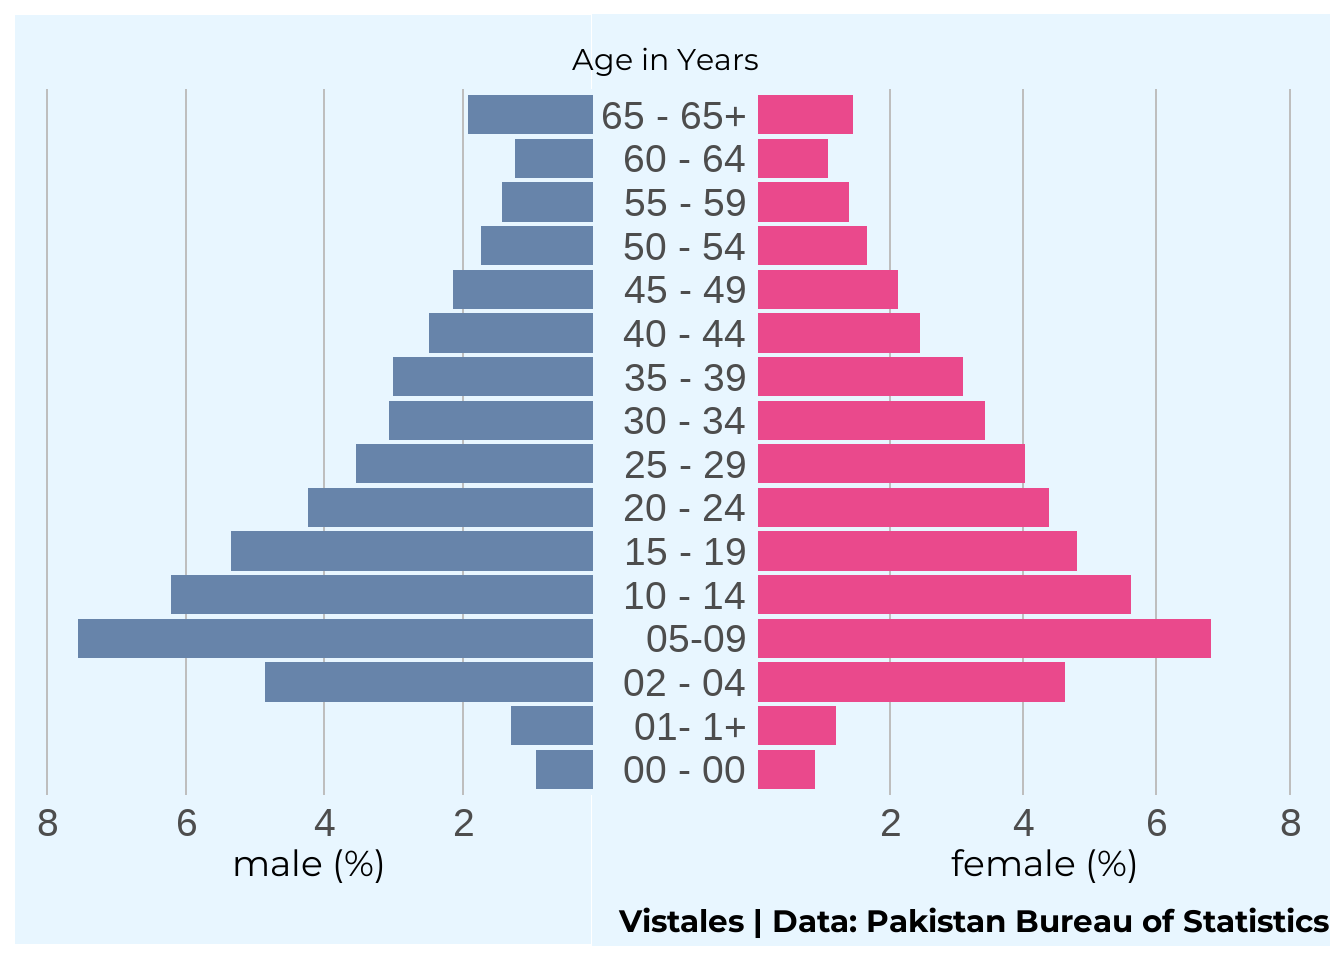 Age in Years
65 - 65+
60 - 64
55 - 59
50 - 54
45 - 49
40 - 44
35 - 39
30 - 34
25 - 29
20 - 24
15 - 19
10 - 14
05-09
02 - 04
01- 1+
00 - 00
8 6 4 2 2 4 6 8
male (%) female (%)
Vistales | Data: Pakistan Bureau of Statistics